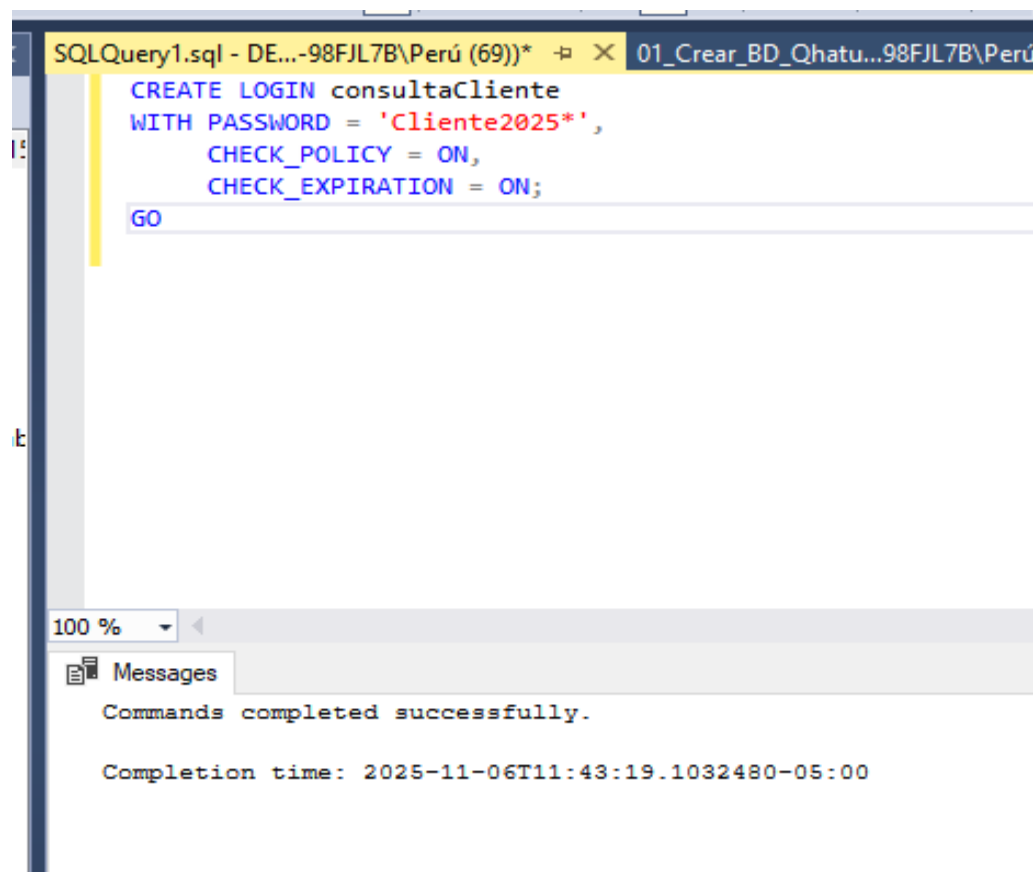 SQLQuery1.sql - DE...-98FJL7B\Perú (69))*
01_Crear_BD_Qhatu...98FJL7B\Perú
CREATE LOGIN consultaCliente
WITH PASSWORD = 'Cliente2025*',
CHECK_POLICY = ON,
CHECK_EXPIRATION = ON;
GO
100 %
Messages
Commands completed successfully.
Completion time: 2025-11-06T11:43:19.1032480-05:00